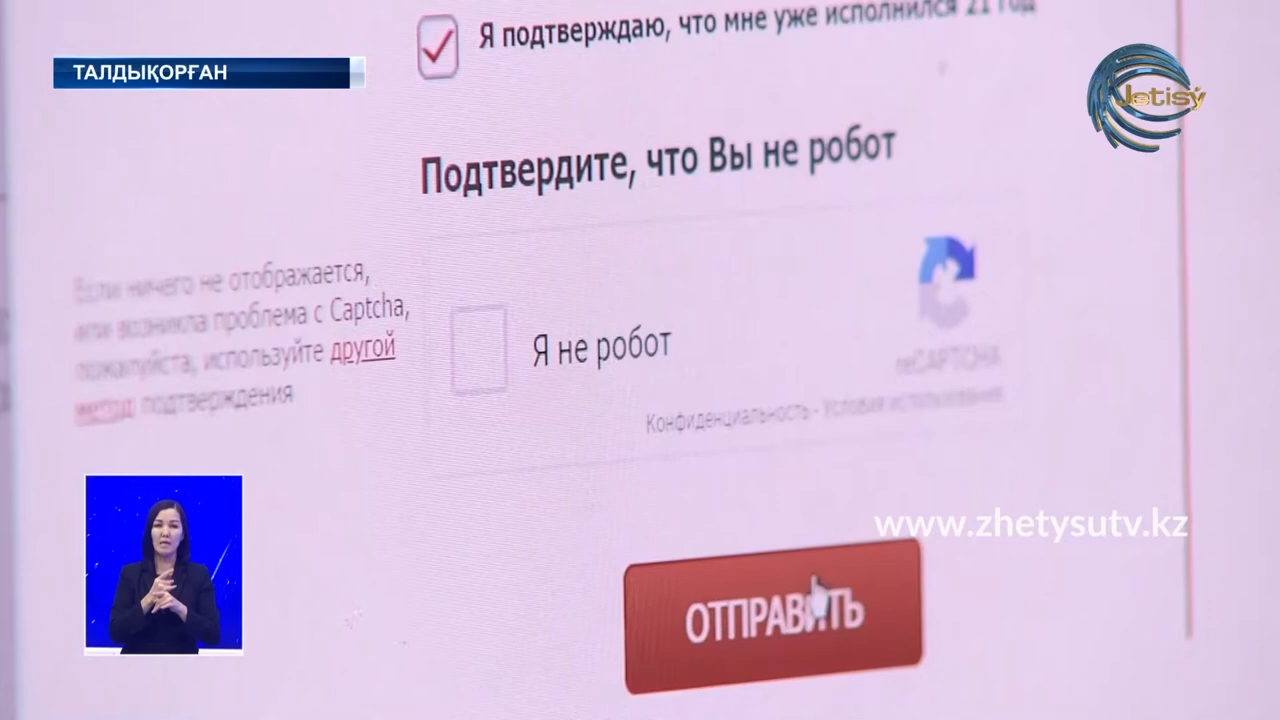 Я подтверждаю, что мне уже исполнился 21 год
ТАЛДЫҚОРҒАН
Jetisý
Подтвердите, что Вы не робот
Если ничего не отображается,
или возникла проблема с Captcha,
пожалуйста, используйте другой
метод подтверждения
Я не робот
reCAPTCHA
Конфиденциальность - Условия использования
www.zhetysutv.kz
ОТПРАВИТЬ